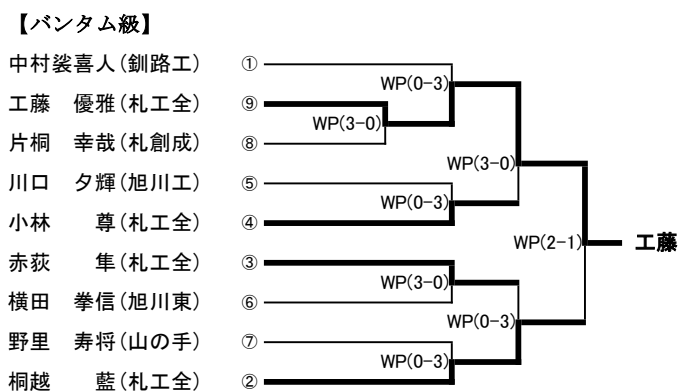 【バンタム級】
中村裟喜人(釧路工) ①
WP(0-3)
工藤　優雅(札工全) ⑨
WP(3-0)
片桐　幸哉(札創成) ⑧
WP(3-0)
川口　夕輝(旭川工) ⑤
WP(0-3)
小林　尊(札工全) ④
WP(2-1) 工藤
赤荻　隼(札工全) ③
WP(3-0)
横田　拳信(旭川東) ⑥
WP(0-3)
野里　寿将(山の手) ⑦
WP(0-3)
桐越　藍(札工全) ②